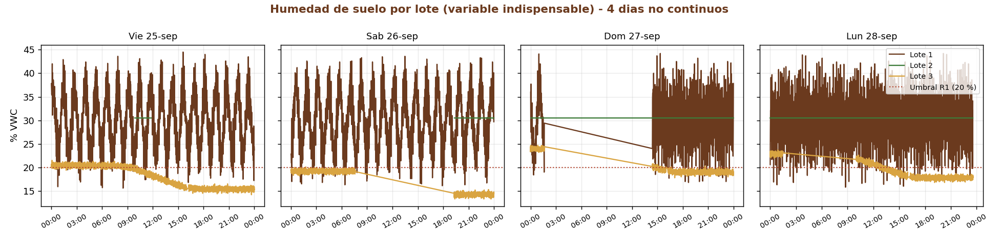 Humedad de suelo por lote (variable indispensable) - 4 dias no continuos
Vie 25-sep
Sab 26-sep
Dom 27-sep
Lun 28-sep
% VWC
45
40
35
30
25
20
15
Lote 1
Lote 2
Lote 3
Umbral R1 (20 %)
00:00 03:00 06:00 09:00 12:00 15:00 18:00 21:00 00:00
00:00 03:00 06:00 09:00 12:00 15:00 18:00 21:00 00:00
00:00 03:00 06:00 09:00 12:00 15:00 18:00 21:00 00:00
00:00 03:00 06:00 09:00 12:00 15:00 18:00 21:00 00:00